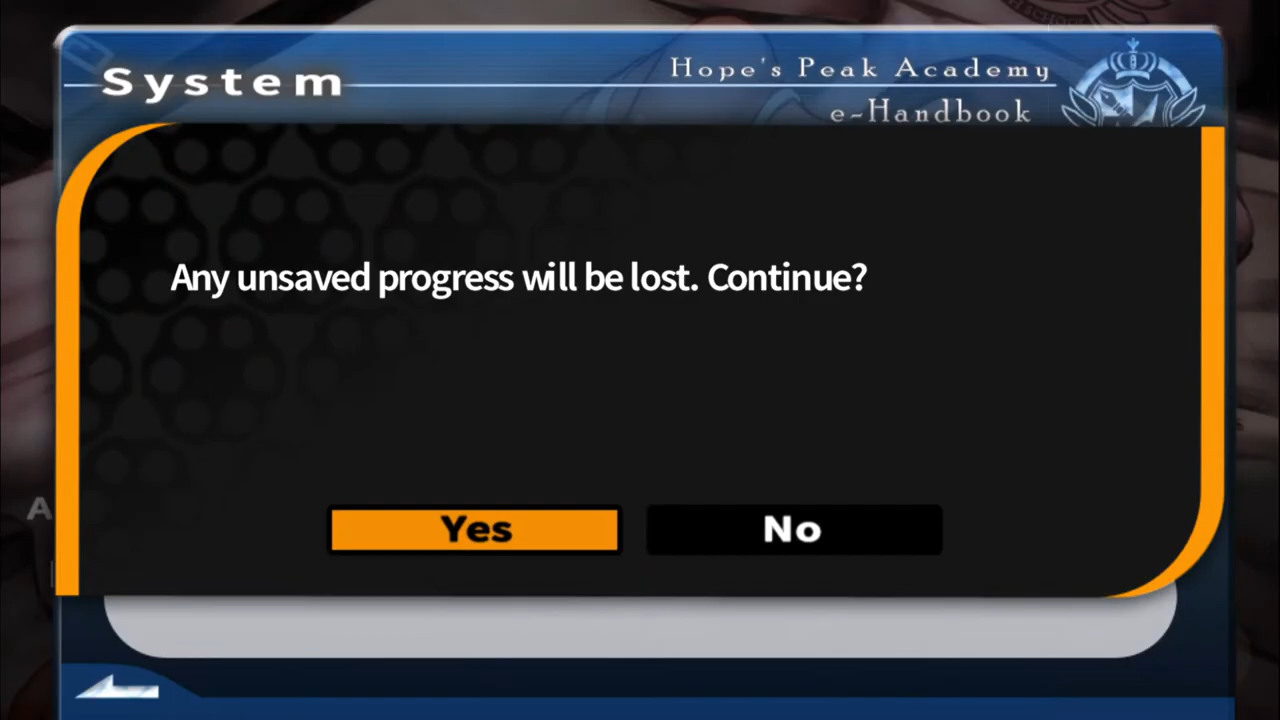 System
Hope's Peak Academy
e-Handbook
Any unsaved progress will be lost. Continue?
Yes
No
A